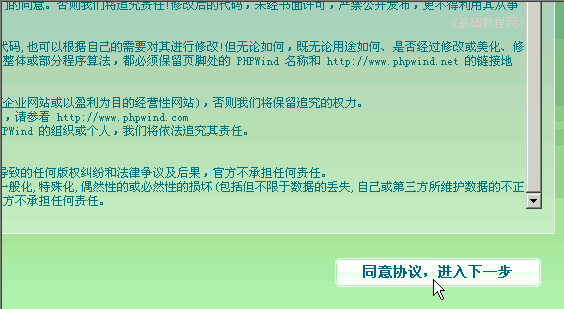 的同意。否则我们将追究责任!修改后的代码,未经书面许可,严禁公开发布,更不得利用其从事
《基础教程网》
代码,也可以根据自己的需要对其进行修改!但无论如何,既无论用途如何、是否经过修改或美化、修
整体或部分程序算法,都必须保留页脚处的 PHPWind 名称和 http://www.phpwind.net 的链接地
企业网站或以盈利为目的经营性网站),否则我们将保留追究的权力。
,请参看 http://www.phpwind.com
PWind 的组织或个人,我们将依法追究其责任。
导致的任何版权纠纷和法律争议及后果,官方不承担任何责任。
一般化,特殊化,偶然性的或必然性的损坏(包括但不限于数据的丢失,自己或第三方所维护数据的不正
方不承担任何责任。
同意协议,进入下一步